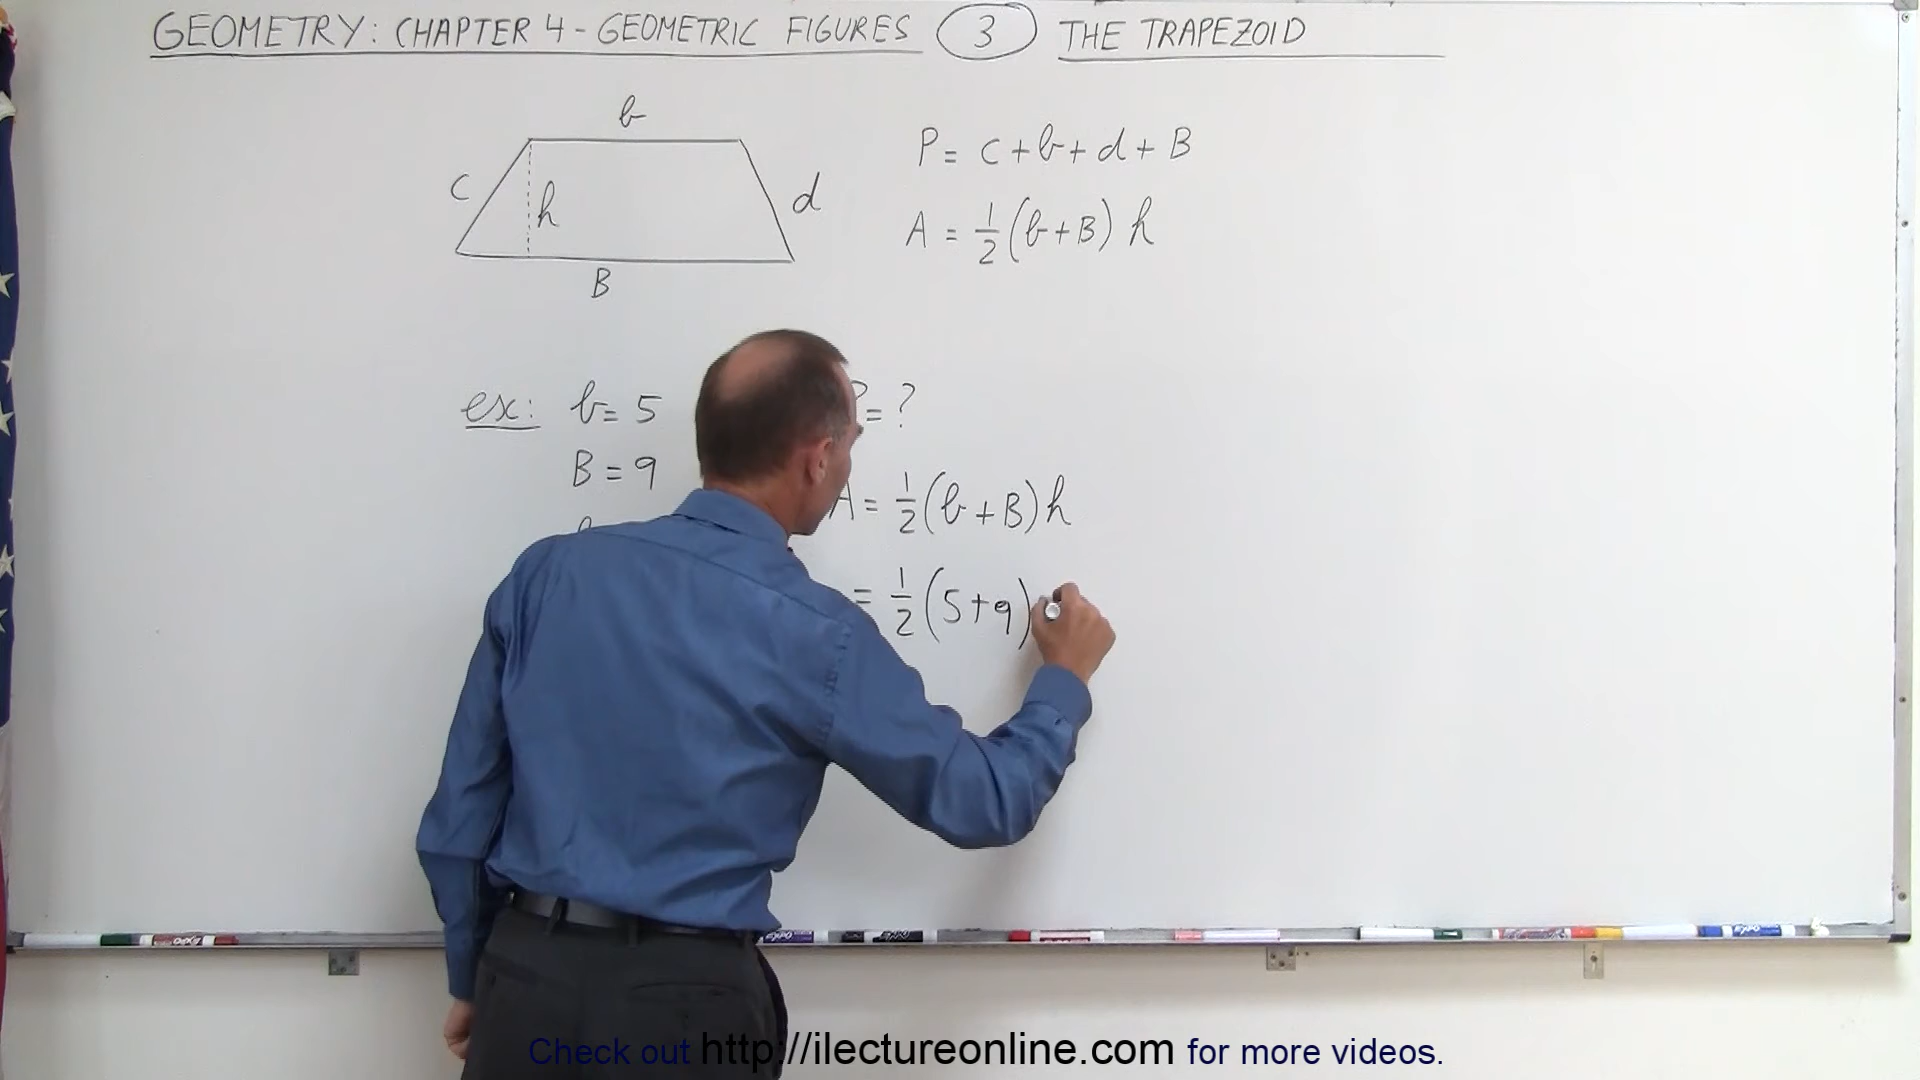 GEOMETRY: CHAPTER 4 - GEOMETRIC FIGURES 3 THE TRAPEZOID
b
c
h
d
B
P = c + b + d + B
A = 1/2 (b + B) h
ex: b = 5
B = 9
P = ?
A = 1/2 (b + B) h
= 1/2 (5 + 9)
Check out http://ilectureonline.com for more videos.